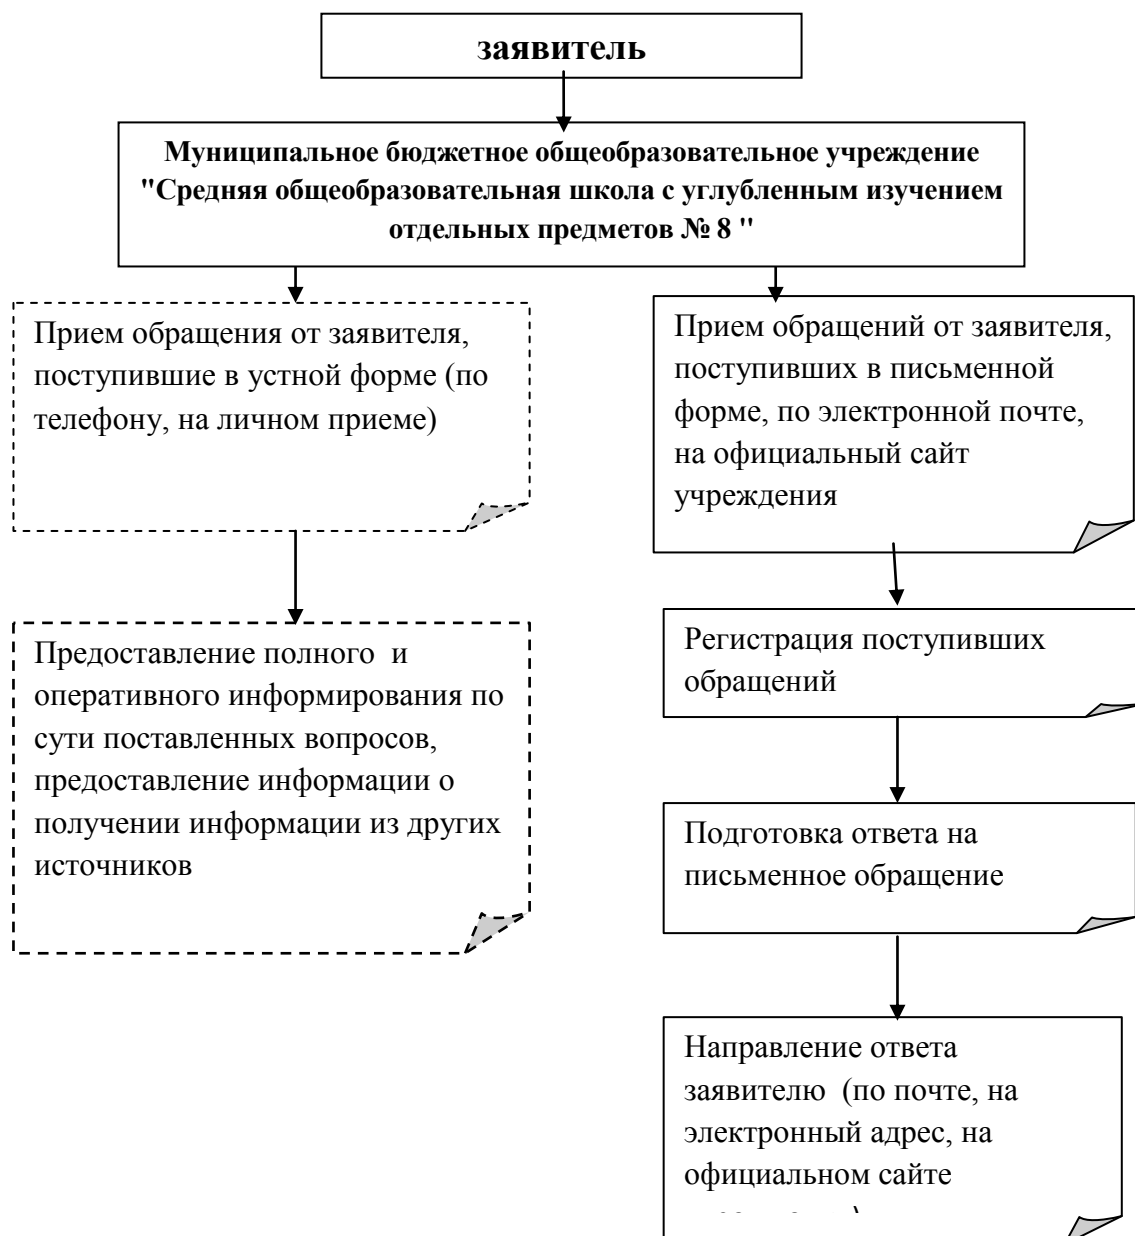 заявитель
Муниципальное бюджетное общеобразовательное учреждение
"Средняя общеобразовательная школа с углубленным изучением
отдельных предметов № 8 "
Прием обращения от заявителя,
поступившие в устной форме (по
телефону, на личном приеме)
Прием обращений от заявителя,
поступивших в письменной
форме, по электронной почте,
на официальный сайт
учреждения
Предоставление полного и
оперативного информирования по
сути поставленных вопросов,
предоставление информации о
получении информации из других
источников
Регистрация поступивших
обращений
Подготовка ответа на
письменное обращение
Направление ответа
заявителю (по почте, на
электронный адрес, на
официальном сайте